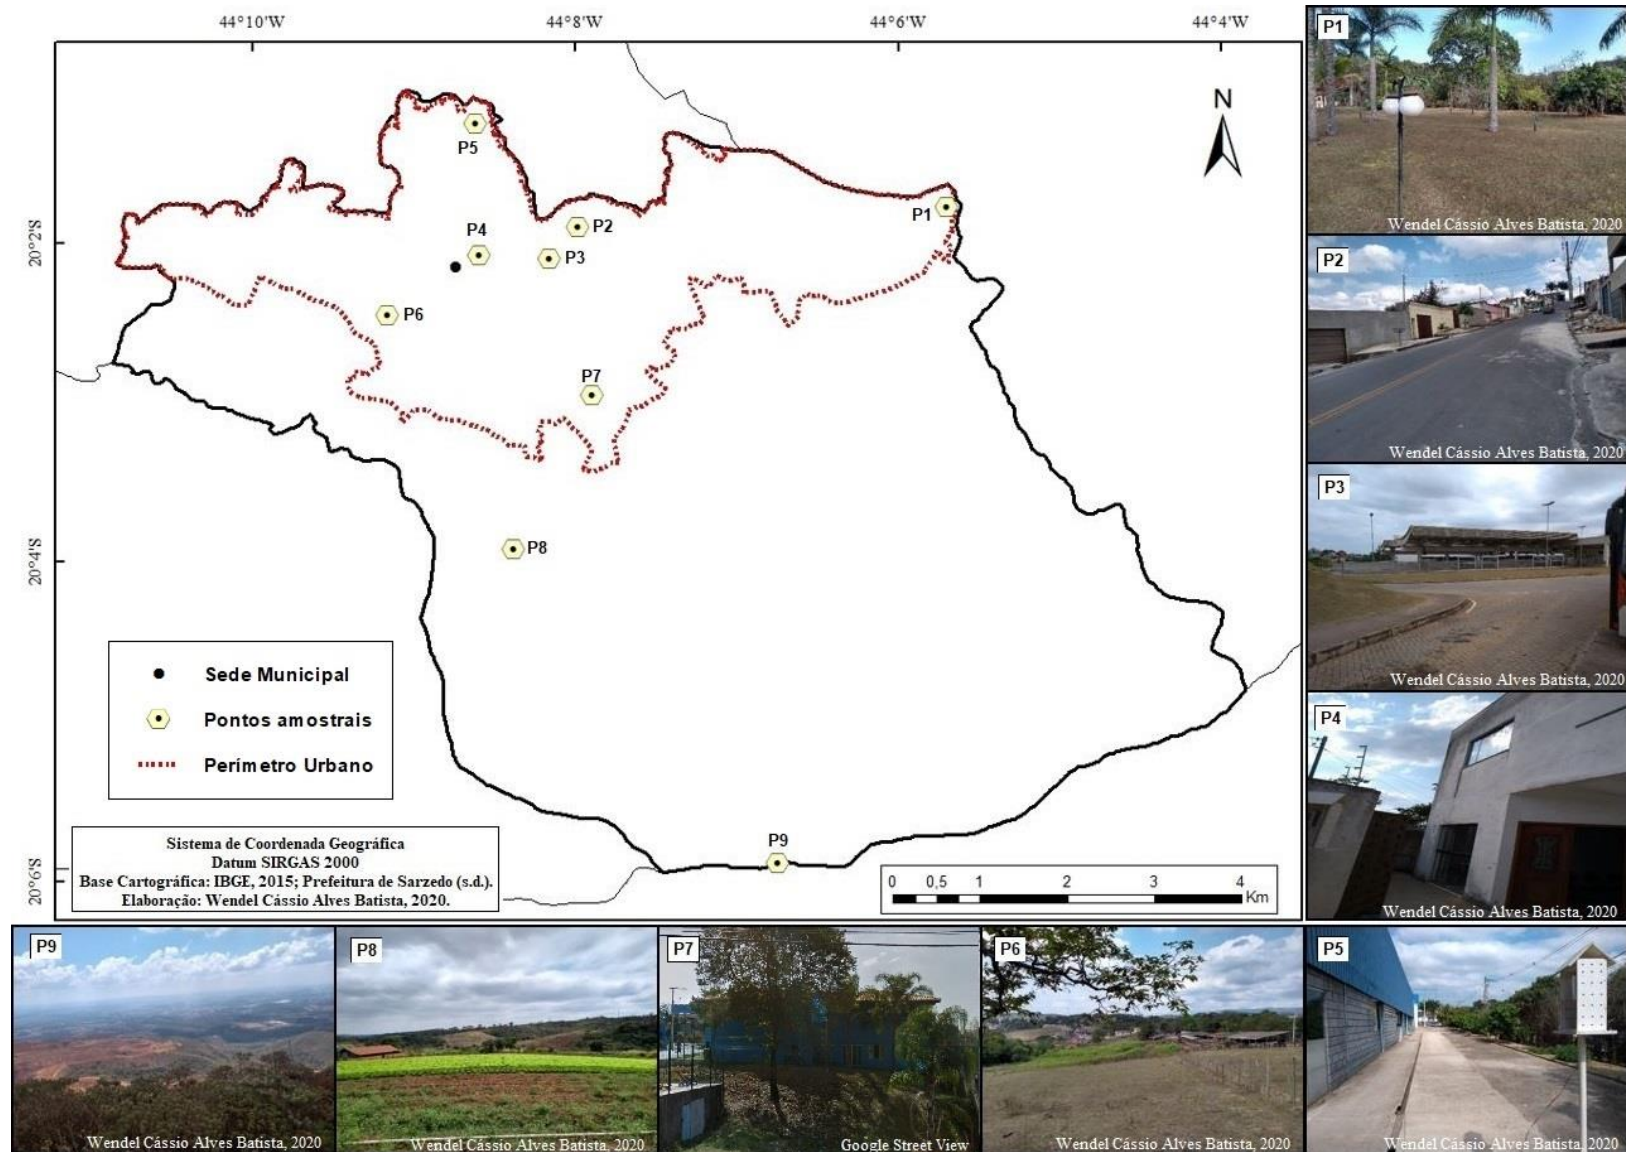 44°10'W
44°8'W
44°6'W
44°4'W
20°2'S
20°4'S
20°6'S
N
P5
P1
P2
P4
P3
P6
P7
P8
P9
Sede Municipal
Pontos amostrais
Perímetro Urbano
Sistema de Coordenada Geográfica
Datum SIRGAS 2000
Base Cartográfica: IBGE, 2015; Prefeitura de Sarzedo (s.d.).
Elaboração: Wendel Cássio Alves Batista, 2020.
0 0,5 1 2 3 4
Km
P1
Wendel Cássio Alves Batista, 2020
P2
Wendel Cássio Alves Batista, 2020
P3
Wendel Cássio Alves Batista, 2020
P4
Wendel Cássio Alves Batista, 2020
P9
Wendel Cássio Alves Batista, 2020
P8
Wendel Cássio Alves Batista, 2020
P7
Google Street View
P6
Wendel Cássio Alves Batista, 2020
P5
Wendel Cássio Alves Batista, 2020